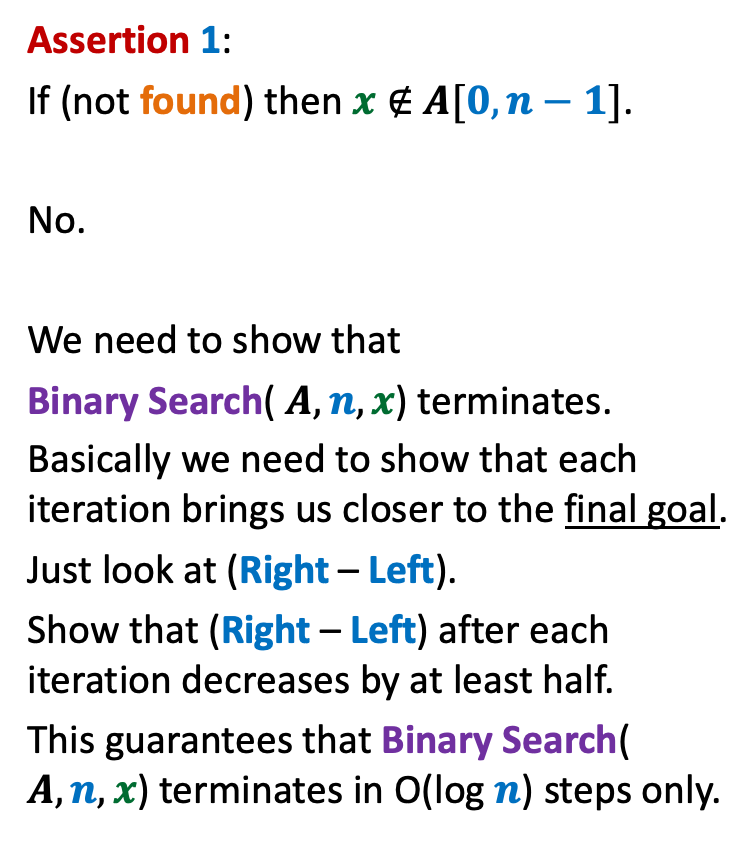 Assertion 1:
If (not found) then x ∉ A[0, n − 1].
No.
We need to show that
Binary Search( A, n, x) terminates.
Basically we need to show that each
iteration brings us closer to the final goal.
Just look at (Right – Left).
Show that (Right – Left) after each
iteration decreases by at least half.
This guarantees that Binary Search(
A, n, x) terminates in O(log n) steps only.